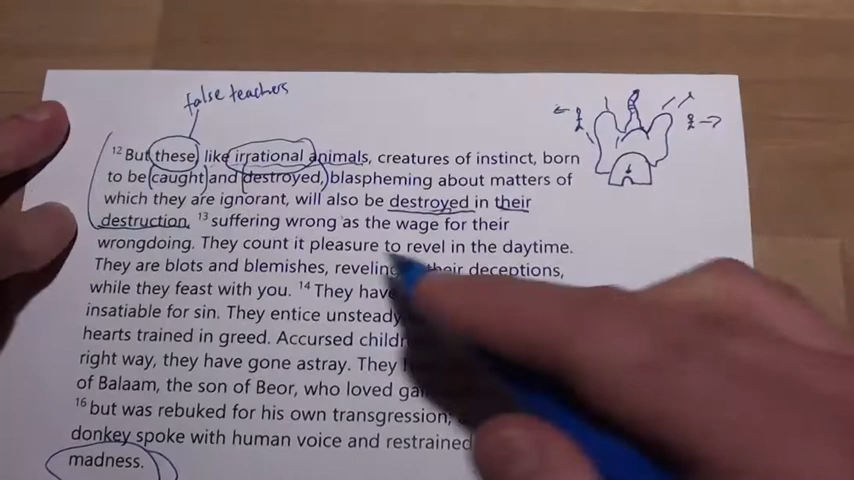 false teachers
12 But these like irrational animals, creatures of instinct, born
to be caught and destroyed, blaspheming about matters of
which they are ignorant, will also be destroyed in their
destruction, 13 suffering wrong as the wage for their
wrongdoing. They count it pleasure to revel in the daytime.
They are blots and blemishes, reveling their deceptions,
while they feast with you. 14 They have
insatiable for sin. They entice unsteady
hearts trained in greed. Accursed
right way, they have gone astray. They
of Balaam, the son of Beor, who loved
16 but was rebuked for his own transgression;
donkey spoke with human voice and restrained
madness.